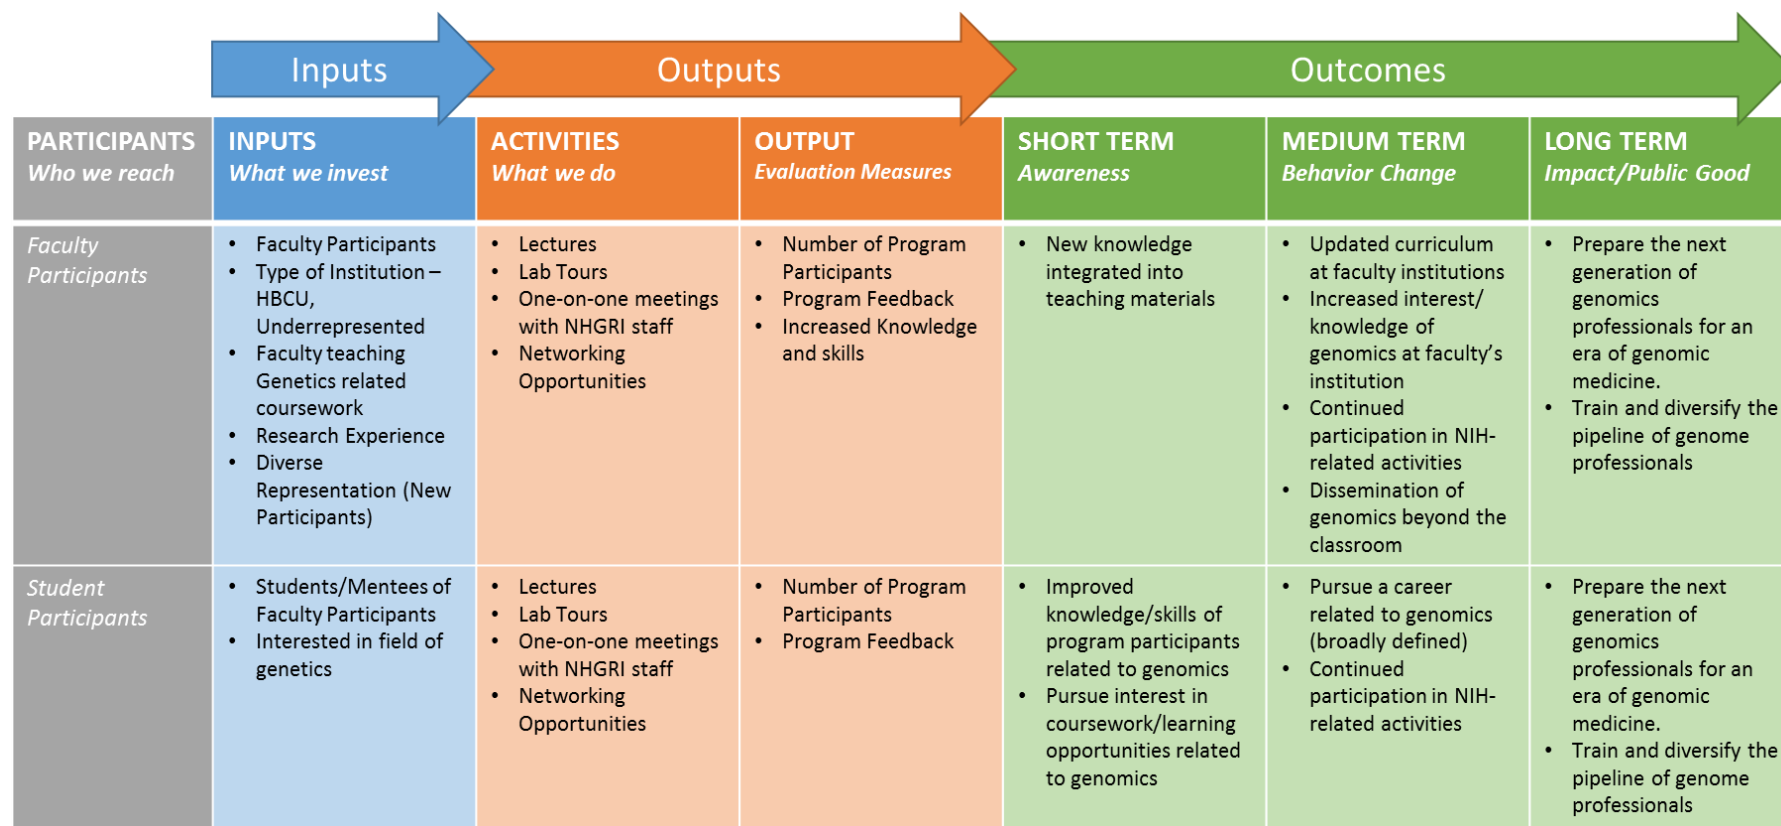 Inputs
Outputs
Outcomes
PARTICIPANTS
Who we reach
INPUTS
What we invest
ACTIVITIES
What we do
OUTPUT
Evaluation Measures
SHORT TERM
Awareness
MEDIUM TERM
Behavior Change
LONG TERM
Impact/Public Good
Faculty
Participants
• Faculty Participants
• Type of Institution –
HBCU,
Underrepresented
• Faculty teaching
Genetics related
coursework
• Research Experience
• Diverse
Representation (New
Participants)
• Lectures
• Lab Tours
• One-on-one meetings
with NHGRI staff
• Networking
Opportunities
• Number of Program
Participants
• Program Feedback
• Increased Knowledge
and skills
• New knowledge
integrated into
teaching materials
• Updated curriculum
at faculty institutions
• Increased interest/
knowledge of
genomics at faculty’s
institution
• Continued
participation in NIH-
related activities
• Dissemination of
genomics beyond the
classroom
• Prepare the next
generation of
genomics
professionals for an
era of genomic
medicine.
• Train and diversify the
pipeline of genome
professionals
Student
Participants
• Students/Mentees of
Faculty Participants
• Interested in field of
genetics
• Lectures
• Lab Tours
• One-on-one meetings
with NHGRI staff
• Networking
Opportunities
• Number of Program
Participants
• Program Feedback
• Improved
knowledge/skills of
program participants
related to genomics
• Pursue interest in
coursework/learning
opportunities related
to genomics
• Pursue a career
related to genomics
(broadly defined)
• Continued
participation in NIH-
related activities
• Prepare the next
generation of
genomics
professionals for an
era of genomic
medicine.
• Train and diversify the
pipeline of genome
professionals